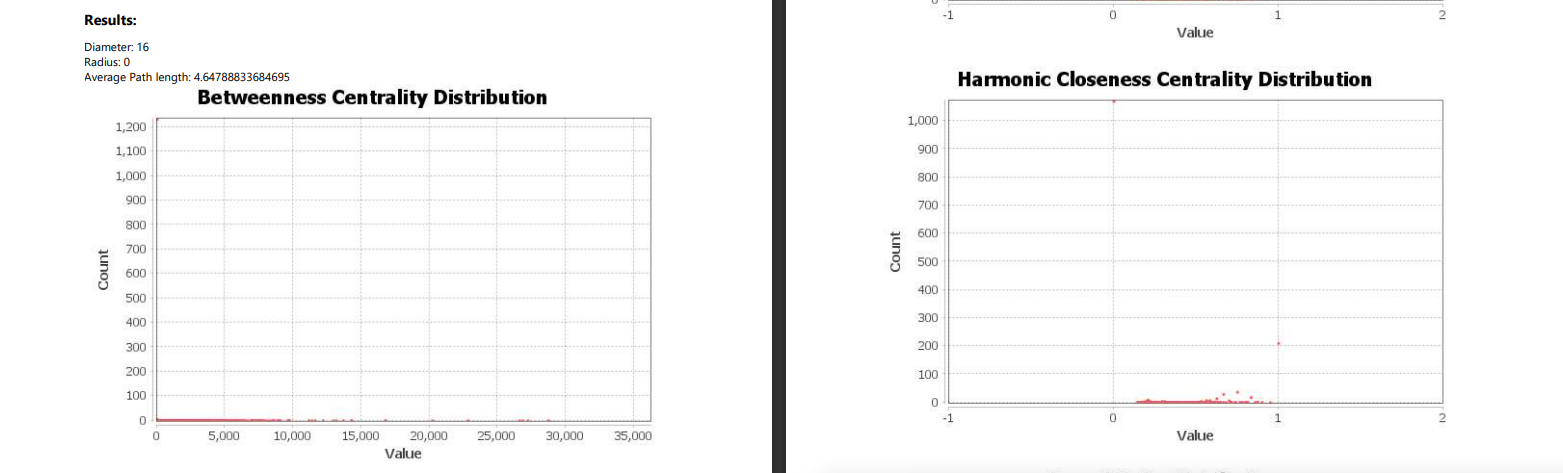 Results:
Diameter: 16
Radius: 0
Average Path length: 4.64788833684695
Betweenness Centrality Distribution
1,200
1,100
1,000
900
800
700
600
500
400
300
200
100
0
Count
0 5,000 10,000 15,000 20,000 25,000 30,000 35,000
Value
0
-1 0 1 2
Value
Harmonic Closeness Centrality Distribution
1,000
900
800
700
600
500
400
300
200
100
0
Count
-1 0 1 2
Value